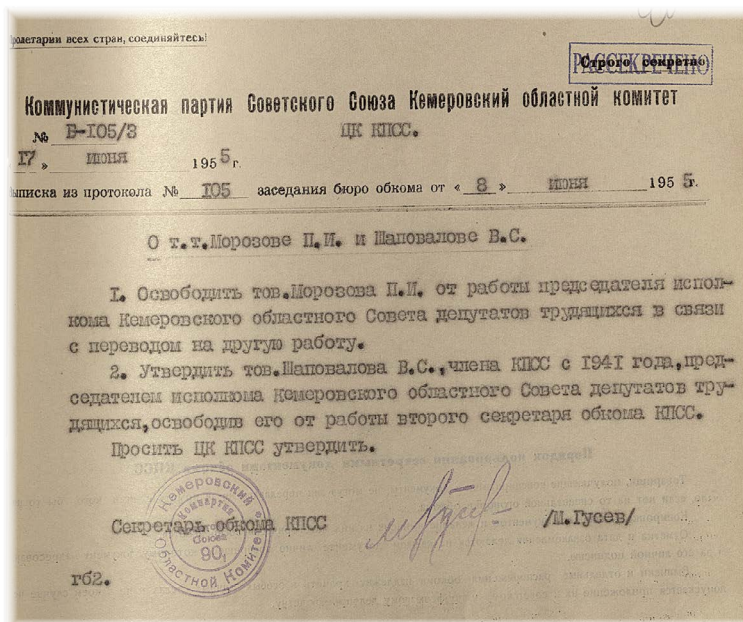 Пролетарии всех стран, соединяйтесь!
Строго секретно
РАССЕКРЕЧЕНО
Коммунистическая партия Советского Союза Кемеровский областной комитет
№ Б-105/3 ЦК КПСС.
17 » июня 1955 г.
Выписка из протокола № 105 заседания бюро обкома от « 8 » июня 1955 г.
О т.т.Морозове П.И. и Шаповалове В.С.
1. Освободить тов.Морозова П.И. от работы председателя испол-
кома Кемеровского областного Совета депутатов трудящихся в связи
с переводом на другую работу.
2. Утвердить тов.Шаповалова В.С.,члена КПСС с 1941 года,пред-
седателем исполкома Кемеровского областного Совета депутатов тру-
дящихся,освободив его от работы второго секретаря обкома КПСС.
Просить ЦК КПСС утвердить.
Секретарь обкома КПСС /М.Гусев/
Кемеровский
Компартия
Союза
90
Областной Комитет
гб2.